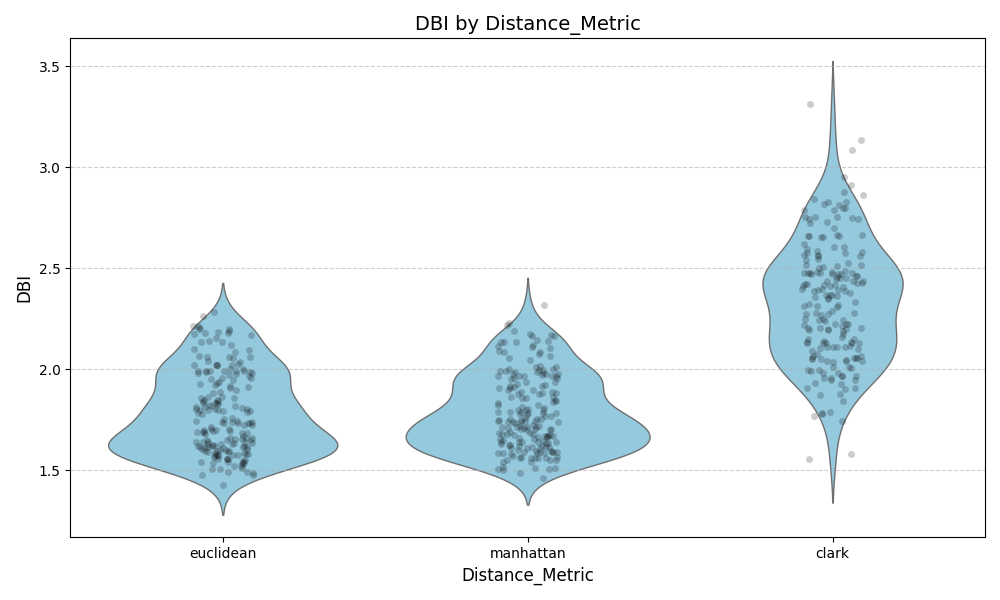 DBI by Distance_Metric
3.5
3.0
2.5
2.0
1.5
DBI
euclidean manhattan clark
Distance_Metric